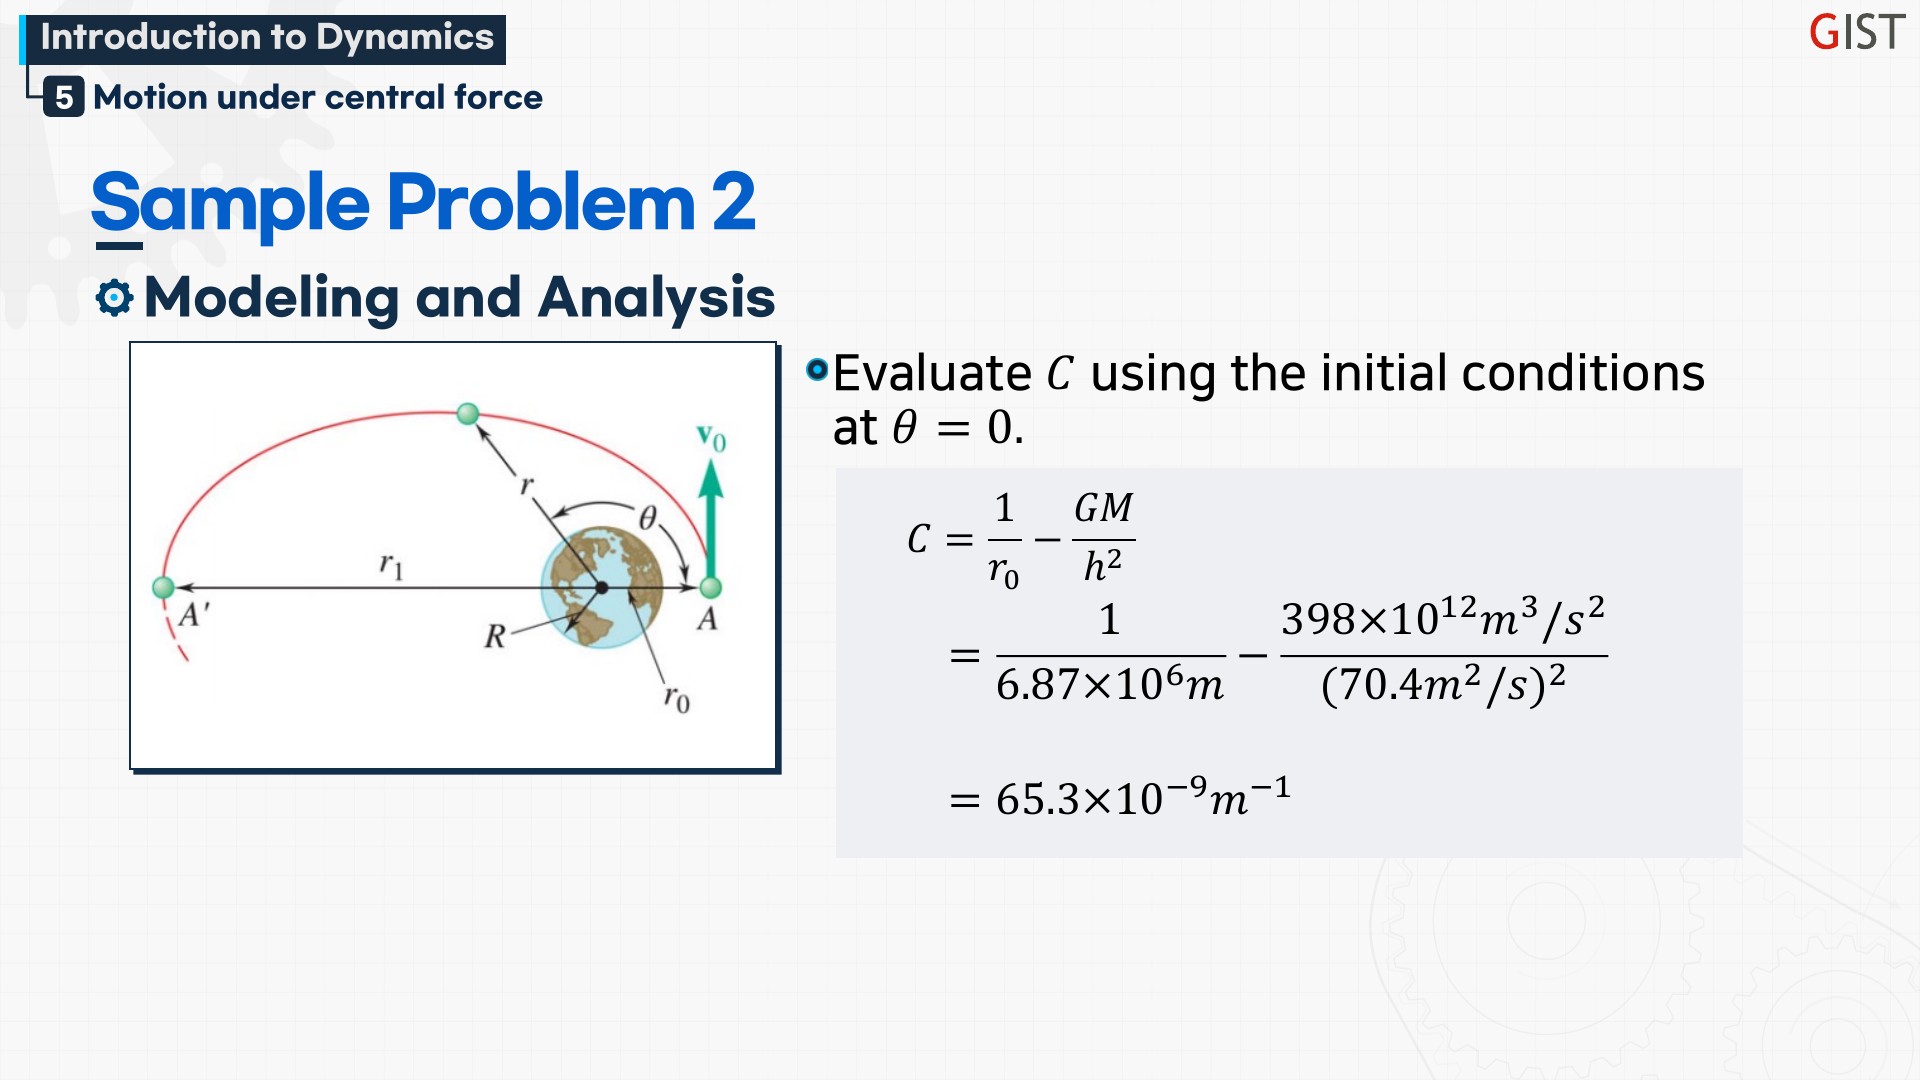 Introduction to Dynamics
GIST
5 Motion under central force
Sample Problem 2
Modeling and Analysis
Evaluate C using the initial conditions
at θ = 0.
C = 1/r₀ − GM/h²
= 1/6.87×10⁶m − 398×10¹²m³/s²/(70.4m²/s)²
= 65.3×10⁻⁹m⁻¹
v₀
r
θ
r₁
A'
R
A
r₀